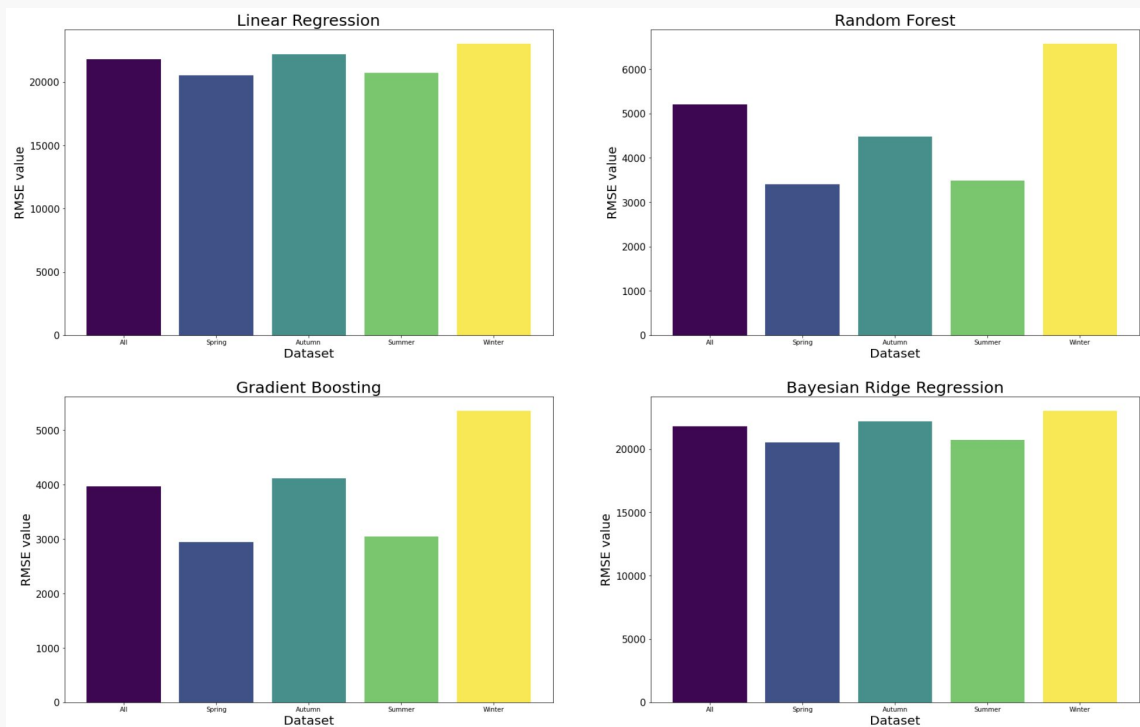 Linear Regression
RMSE value
20000
15000
10000
5000
0
All Spring Autumn Summer Winter
Dataset
Random Forest
RMSE value
6000
5000
4000
3000
2000
1000
0
All Spring Autumn Summer Winter
Dataset
Gradient Boosting
RMSE value
5000
4000
3000
2000
1000
0
All Spring Autumn Summer Winter
Dataset
Bayesian Ridge Regression
RMSE value
20000
15000
10000
5000
0
All Spring Autumn Summer Winter
Dataset